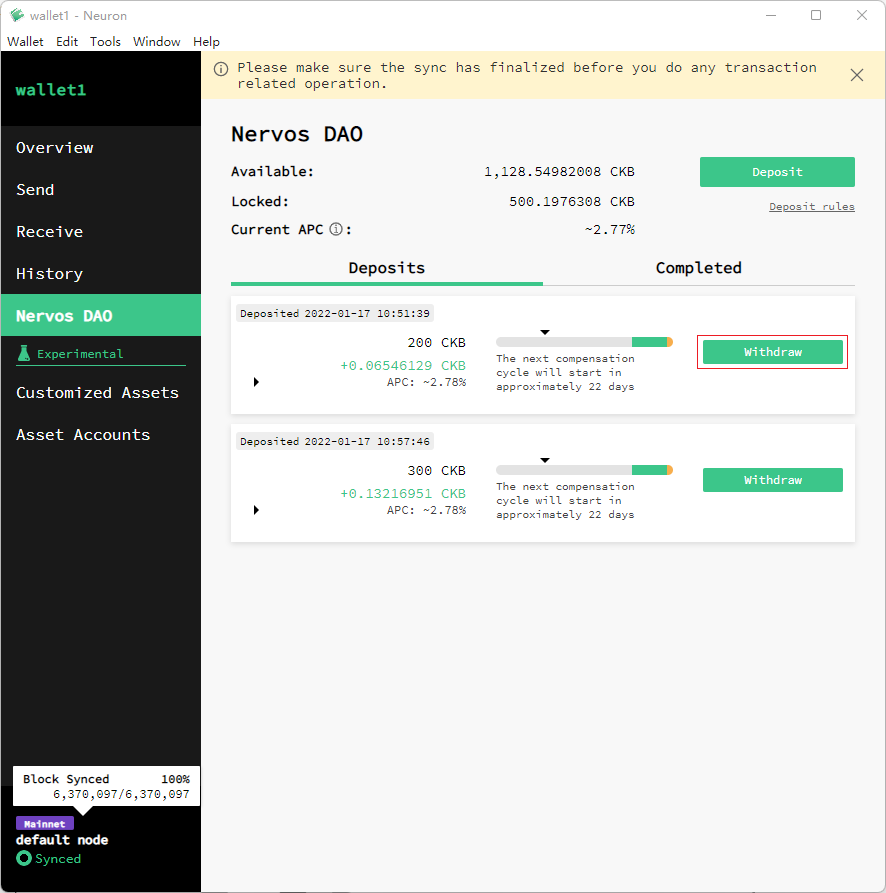 wallet1 - Neuron
Wallet Edit Tools Window Help
wallet1
Overview
Send
Receive
History
Nervos DAO
Experimental
Customized Assets
Asset Accounts
Block Synced 100%
6,370,097/6,370,097
Mainnet
default node
Synced
Please make sure the sync has finalized before you do any transaction
related operation.
Nervos DAO
Available: 1,128.54982008 CKB
Deposit
Locked: 500.1976308 CKB
Deposit rules
Current APC : ~2.77%
Deposits Completed
Deposited 2022-01-17 10:51:39
200 CKB
+0.06546129 CKB
APC: ~2.78%
The next compensation
cycle will start in
approximately 22 days
Withdraw
Deposited 2022-01-17 10:57:46
300 CKB
+0.13216951 CKB
APC: ~2.78%
The next compensation
cycle will start in
approximately 22 days
Withdraw